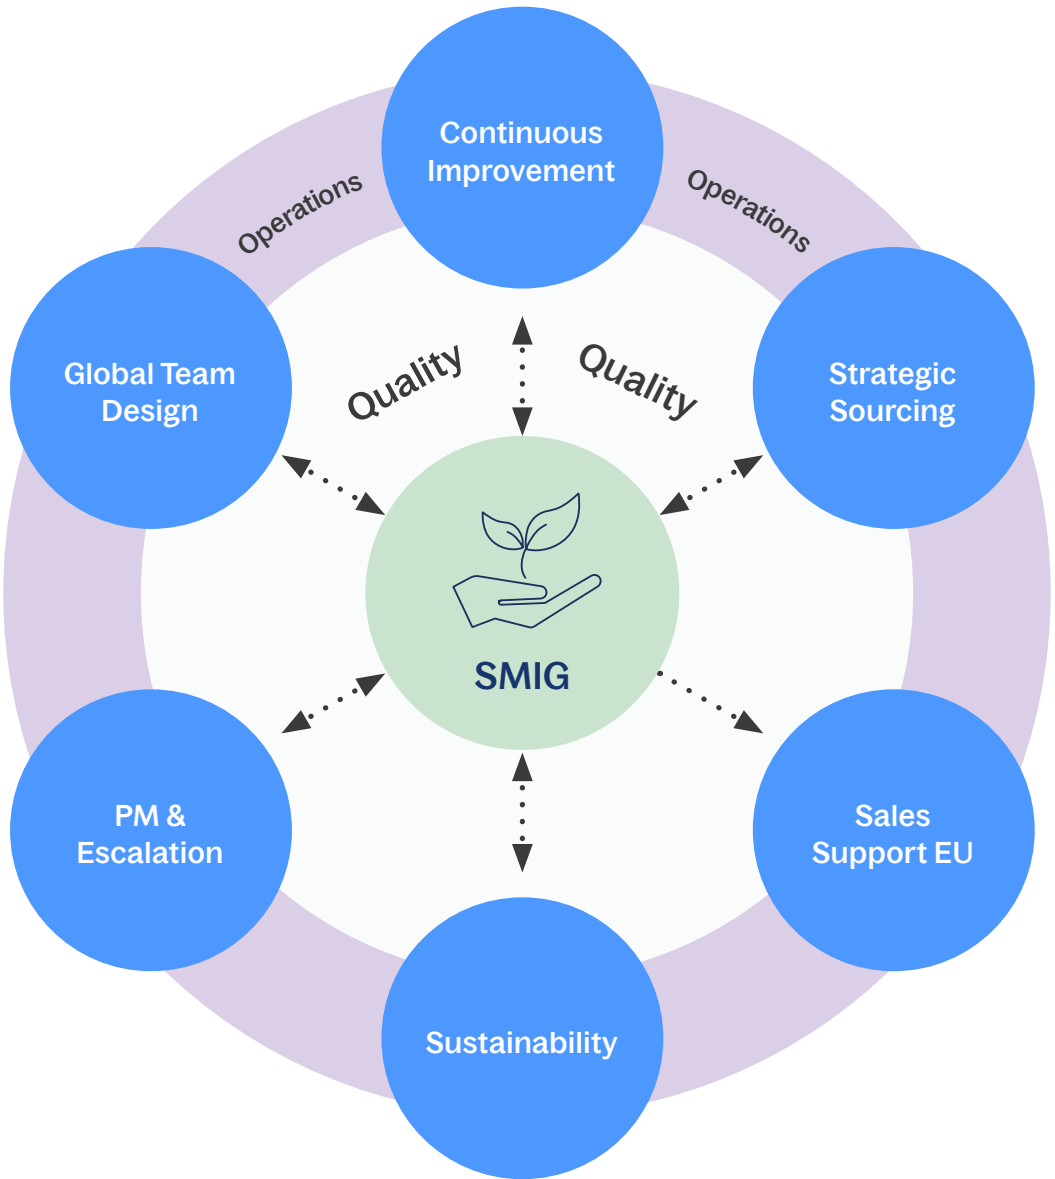 Continuous
Improvement
Operations
Operations
Quality
Quality
Global Team
Design
Strategic
Sourcing
SMIG
PM &
Escalation
Sales
Support EU
Sustainability